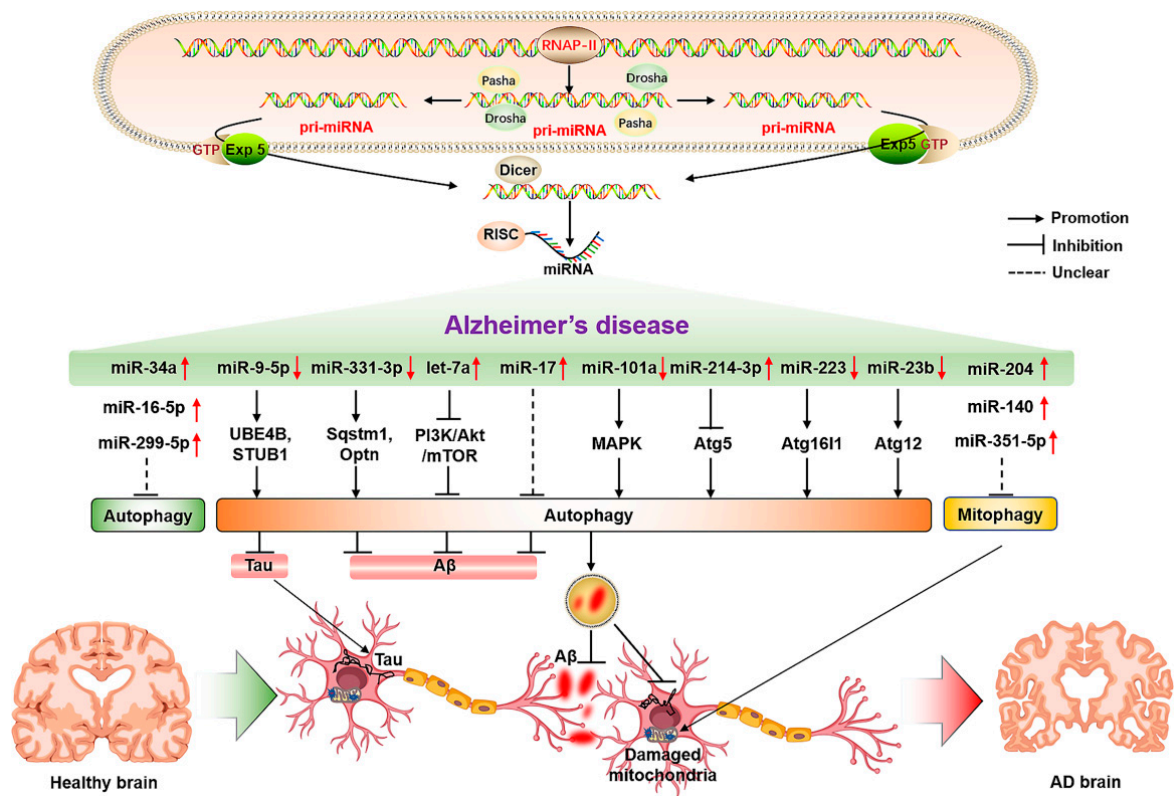 RNAP-II
Pasha
Drosha
Drosha
Pasha
pri-miRNA
pri-miRNA
pri-miRNA
GTP
Exp 5
Exp5
GTP
Dicer
RISC
miRNA
Promotion
Inhibition
Unclear
Alzheimer's disease
miR-34a
miR-9-5p
miR-331-3p
let-7a
miR-17
miR-101a
miR-214-3p
miR-223
miR-23b
miR-204
miR-16-5p
miR-299-5p
miR-140
miR-351-5p
UBE4B,
STUB1
Sqstm1,
Optn
PI3K/Akt
/mTOR
MAPK
Atg5
Atg16l1
Atg12
Autophagy
Autophagy
Mitophagy
Tau
Aβ
Tau
Aβ
Damaged
mitochondria
Healthy brain
AD brain